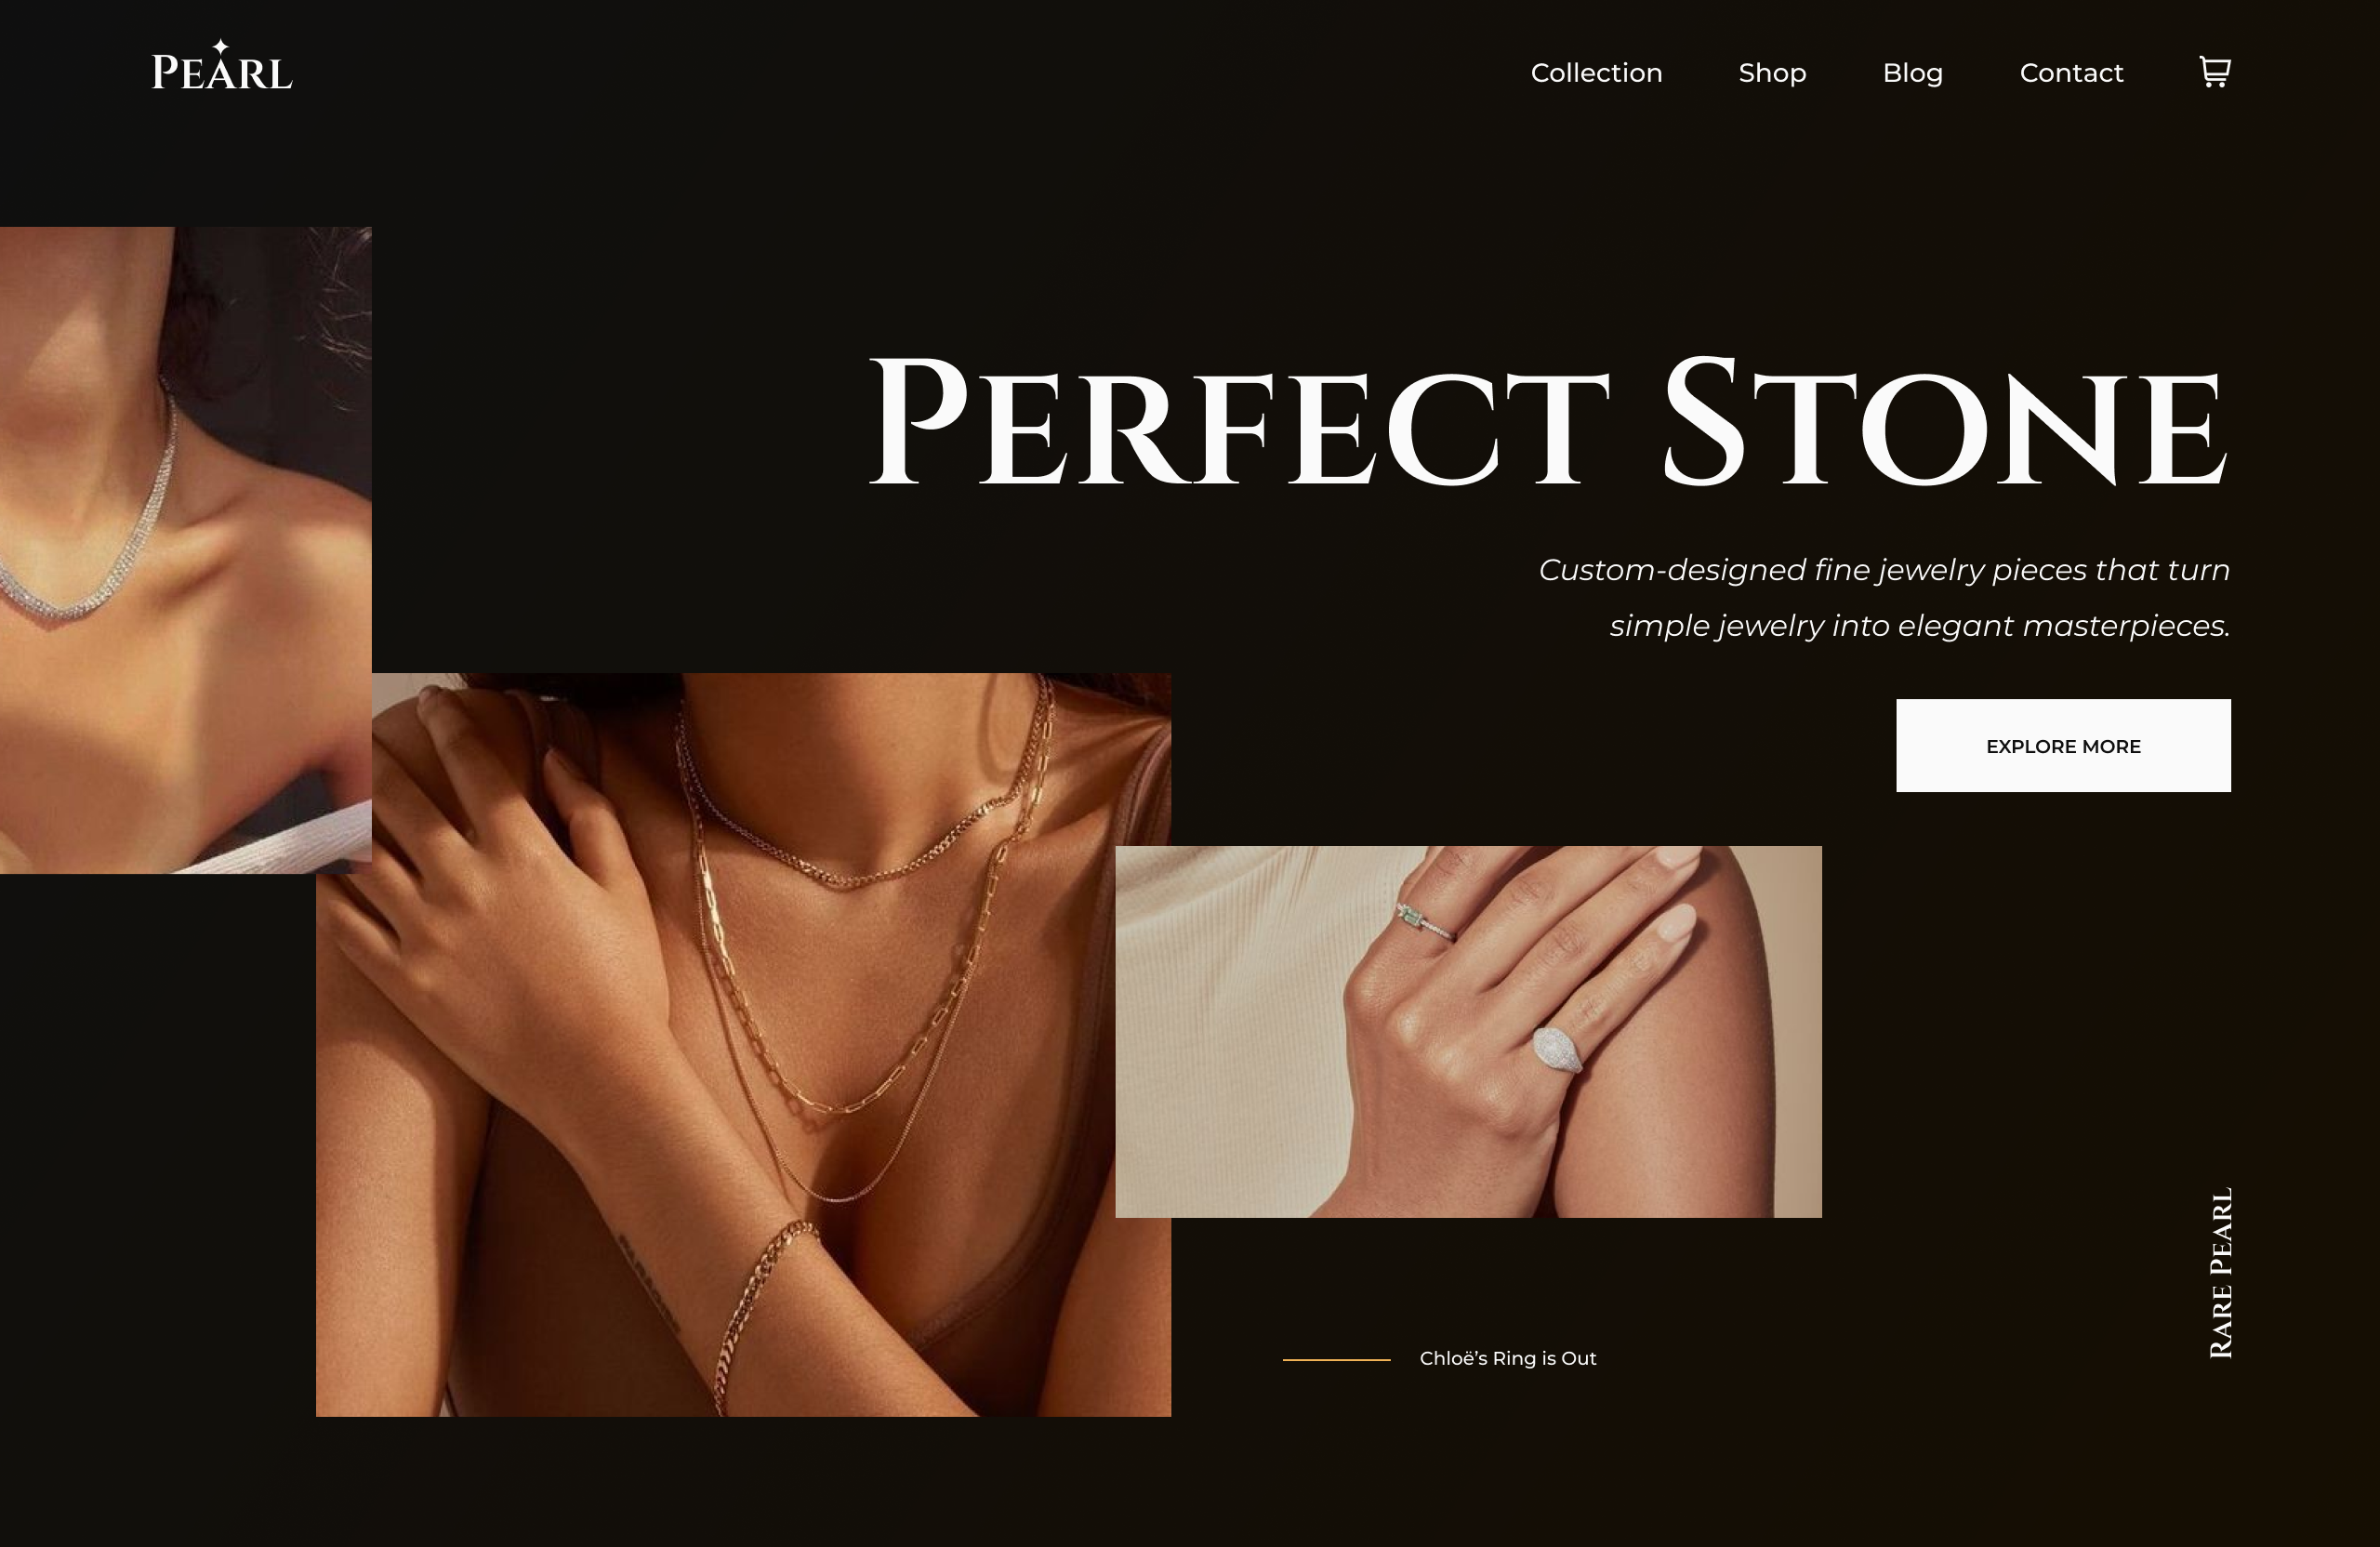 PEARL
Collection Shop Blog Contact
PERFECT STONE
Custom-designed fine jewelry pieces that turn
simple jewelry into elegant masterpieces.
EXPLORE MORE
RARE PEARL
Chloë’s Ring is Out